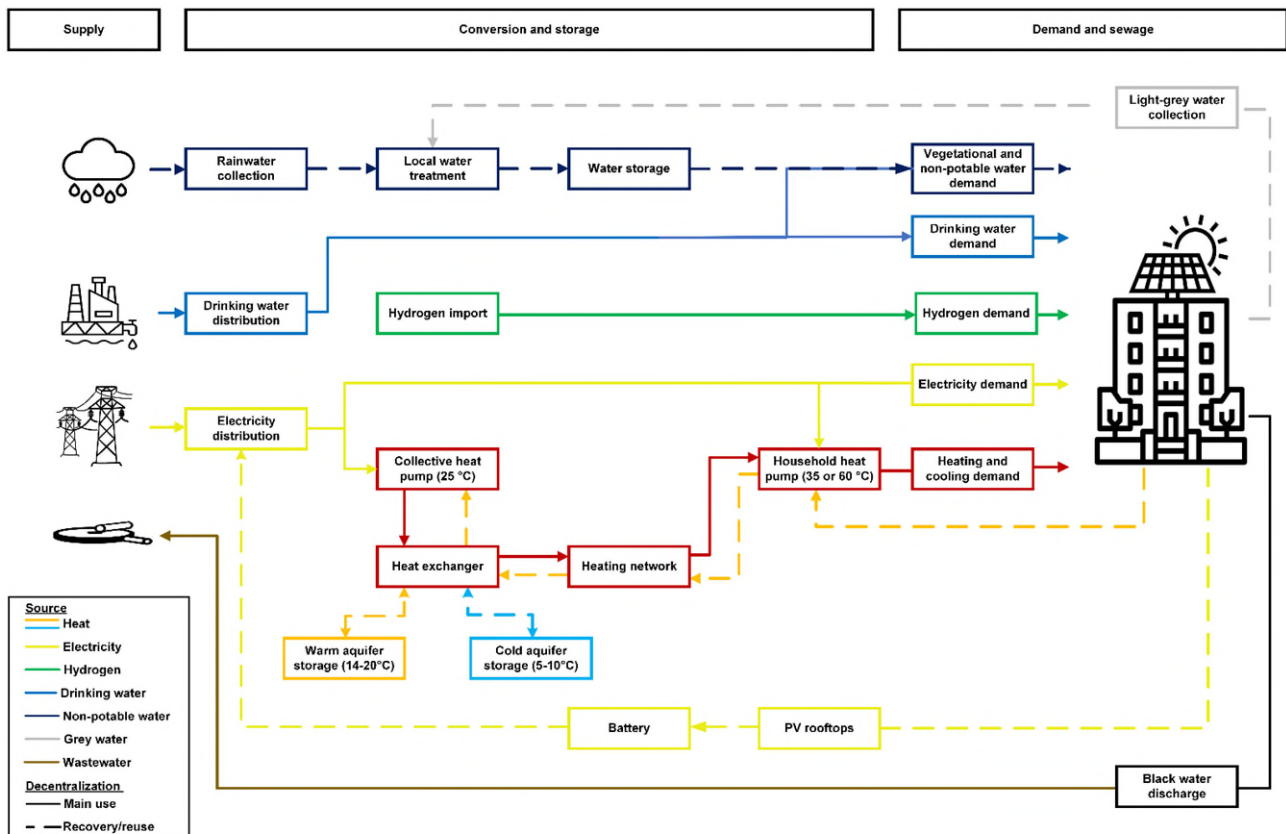 Supply
Conversion and storage
Demand and sewage
Light-grey water
collection
Rainwater
collection
Local water
treatment
Water storage
Vegetational and
non-potable water
demand
Drinking water
demand
Drinking water
distribution
Hydrogen import
Hydrogen demand
Electricity demand
Electricity
distribution
Collective heat
pump (25 °C)
Household heat
pump (35 or 60 °C)
Heating and
cooling demand
Heat exchanger
Heating network
Warm aquifer
storage (14-20°C)
Cold aquifer
storage (5-10°C)
Battery
PV rooftops
Black water
discharge
Source
Heat
Electricity
Hydrogen
Drinking water
Non-potable water
Grey water
Wastewater
Decentralization
Main use
Recovery/reuse